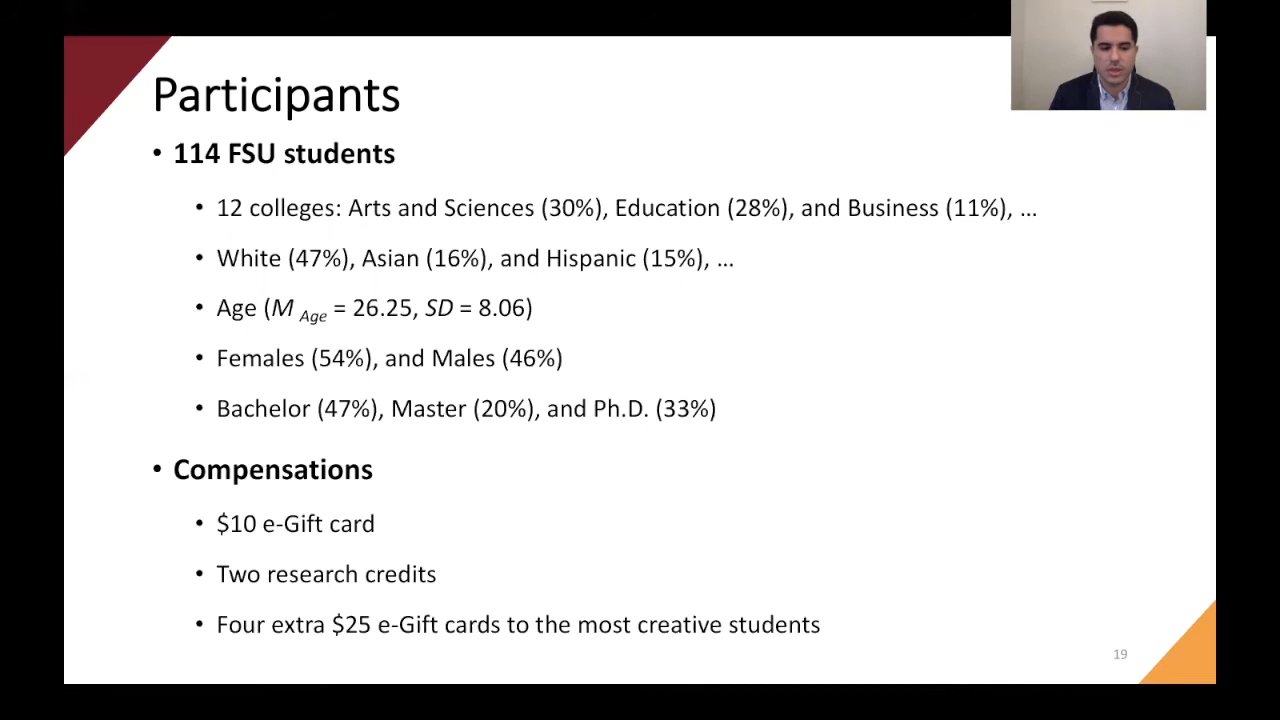 Participants
• 114 FSU students
• 12 colleges: Arts and Sciences (30%), Education (28%), and Business (11%), ...
• White (47%), Asian (16%), and Hispanic (15%), ...
• Age (M Age = 26.25, SD = 8.06)
• Females (54%), and Males (46%)
• Bachelor (47%), Master (20%), and Ph.D. (33%)
• Compensations
• $10 e-Gift card
• Two research credits
• Four extra $25 e-Gift cards to the most creative students
19